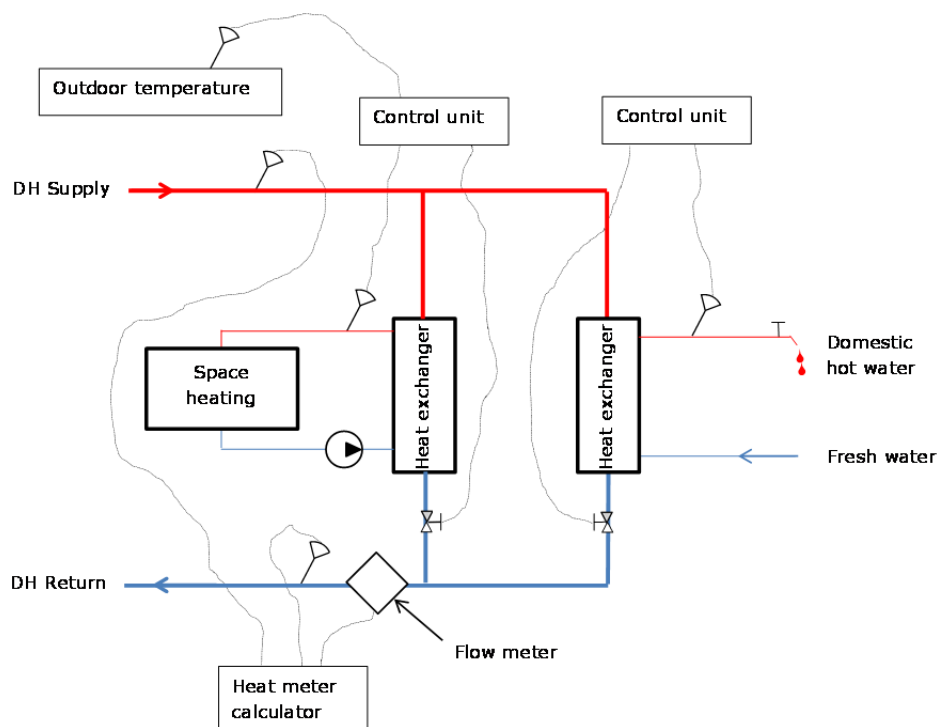 Outdoor temperature
Control unit
Control unit
DH Supply
Space
heating
Heat exchanger
Heat exchanger
Domestic
hot water
Fresh water
DH Return
Flow meter
Heat meter
calculator